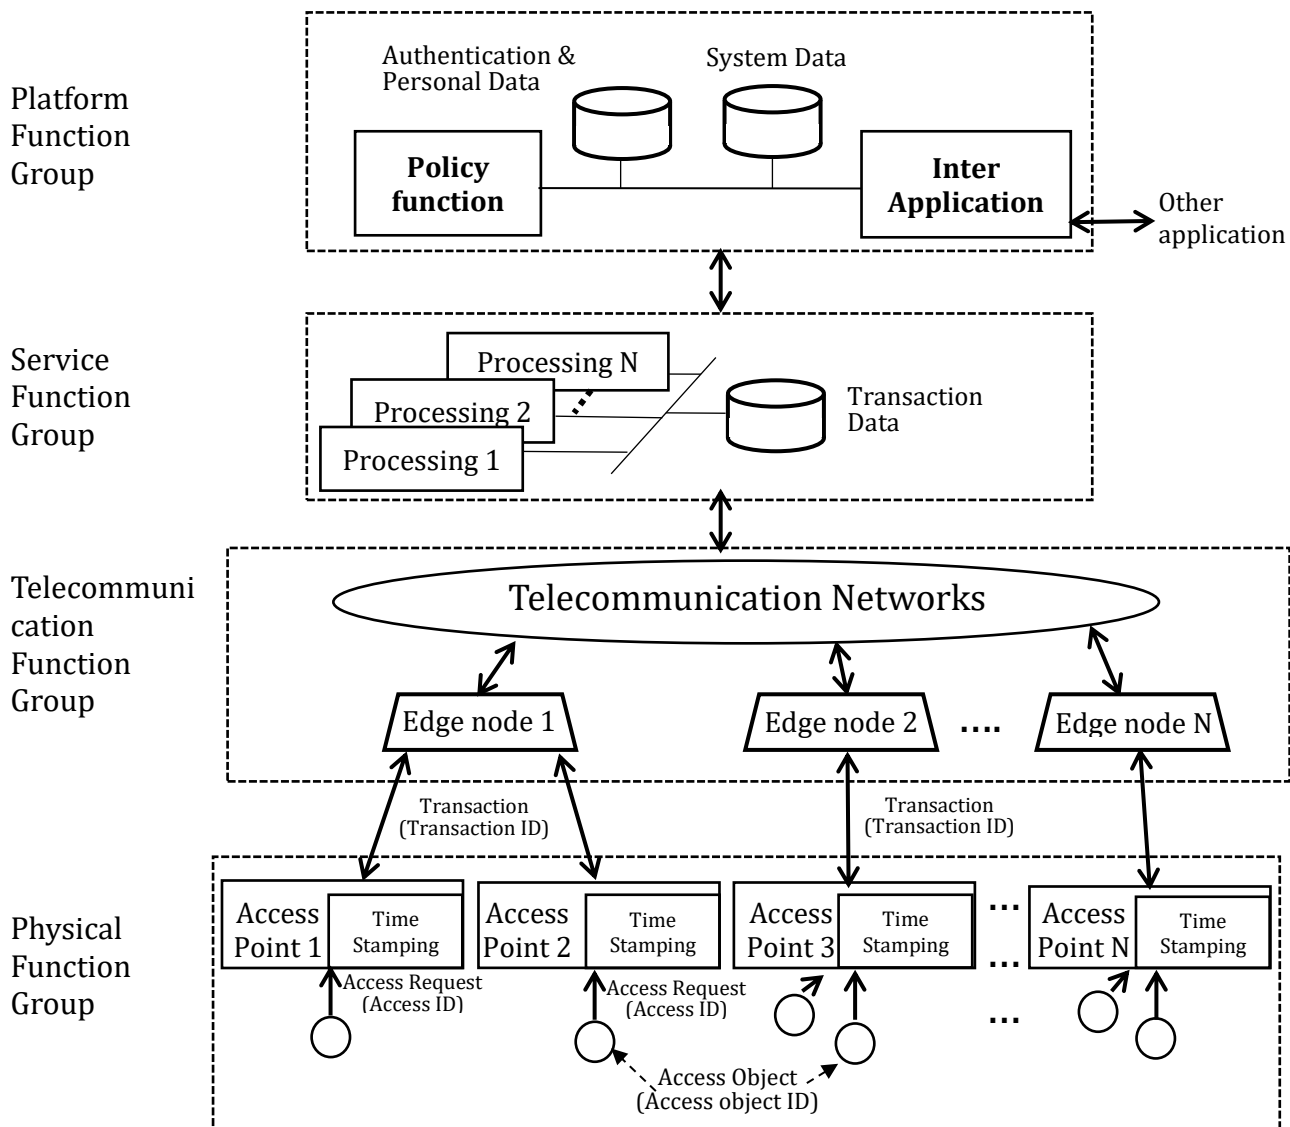 Platform
Function
Group
Authentication &
Personal Data
System Data
Policy
function
Inter
Application
Other
application
Service
Function
Group
Processing N
Processing 2
Processing 1
Transaction
Data
Telecommuni
cation
Function
Group
Telecommunication Networks
Edge node 1
Edge node 2
....
Edge node N
Transaction
(Transaction ID)
Transaction
(Transaction ID)
Physical
Function
Group
Access
Point 1
Time
Stamping
Access
Point 2
Time
Stamping
Access
Point 3
Time
Stamping
...
...
...
Access
Point N
Time
Stamping
Access Request
(Access ID)
Access Request
(Access ID)
Access Object
(Access object ID)